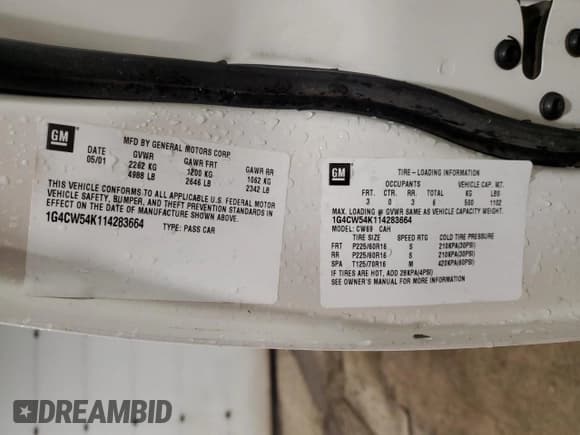 GM
MFD BY GENERAL MOTORS CORP.
DATE GVWR GAWR FRT GAWR RR
05/01 2262 KG 1200 KG 1062 KG
4988 LB 2646 LB 2342 LB
THIS VEHICLE CONFORMS TO ALL APPLICABLE U.S. FEDERAL MOTOR
VEHICLE SAFETY, BUMPER, AND THEFT PREVENTION STANDARDS IN
EFFECT ON THE DATE OF MANUFACTURE SHOWN ABOVE.
1G4CW54K114283664 TYPE: PASS CAR
GM
TIRE-LOADING INFORMATION
OCCUPANTS VEHICLE CAP. WT.
FRT CTR RR TOTAL KG LBS
3 0 3 6 500 1102
MAX. LOADING @ GVWR SAME AS VEHICLE CAPACITY WEIGHT.
1G4CW54K114283664
MODEL: CW69 CAH
TIRE SIZE SPEED RTG COLD TIRE PRESSURE
FRT P225/60R16 S 210KPA(30PSI)
RR P225/60R16 S 210KPA(30PSI)
SPA T125/70R16 M 420KPA(60PSI)
IF TIRES ARE HOT, ADD 28KPA(4PSI)
SEE OWNER'S MANUAL FOR MORE INFORMATION
DREAMBID